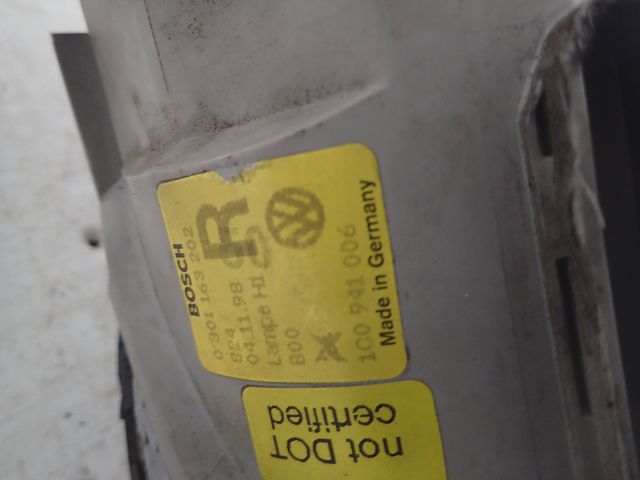 BOSCH
0 301 163 202
824
04.11.98
R
Lampe H1
800
1C0 941 006
Made in Germany
not DOT
certified